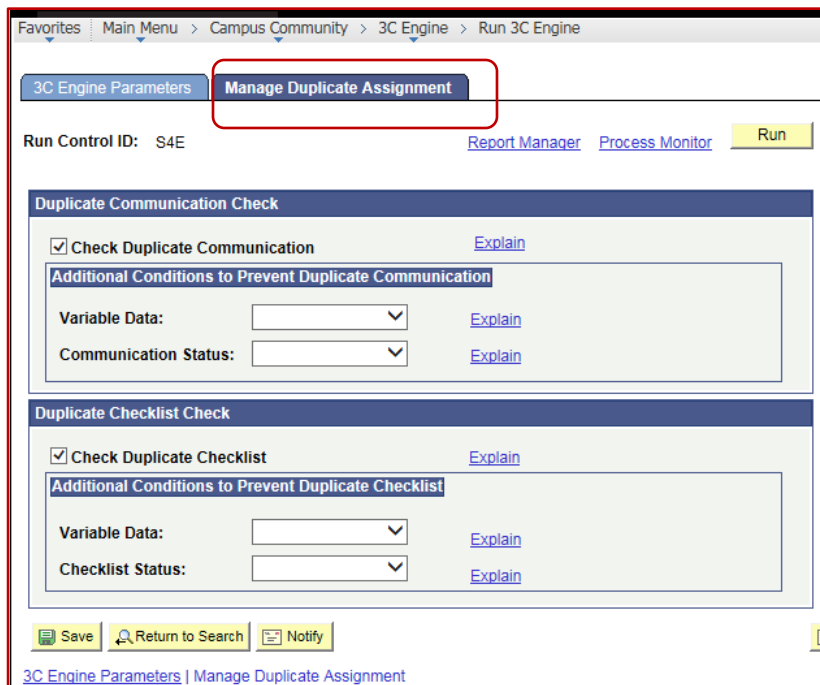 Favorites Main Menu > Campus Community > 3C Engine > Run 3C Engine
3C Engine Parameters Manage Duplicate Assignment
Run Control ID: S4E Report Manager Process Monitor Run
Duplicate Communication Check
Check Duplicate Communication Explain
Additional Conditions to Prevent Duplicate Communication
Variable Data: Explain
Communication Status: Explain
Duplicate Checklist Check
Check Duplicate Checklist Explain
Additional Conditions to Prevent Duplicate Checklist
Variable Data: Explain
Checklist Status: Explain
Save Return to Search Notify
3C Engine Parameters | Manage Duplicate Assignment